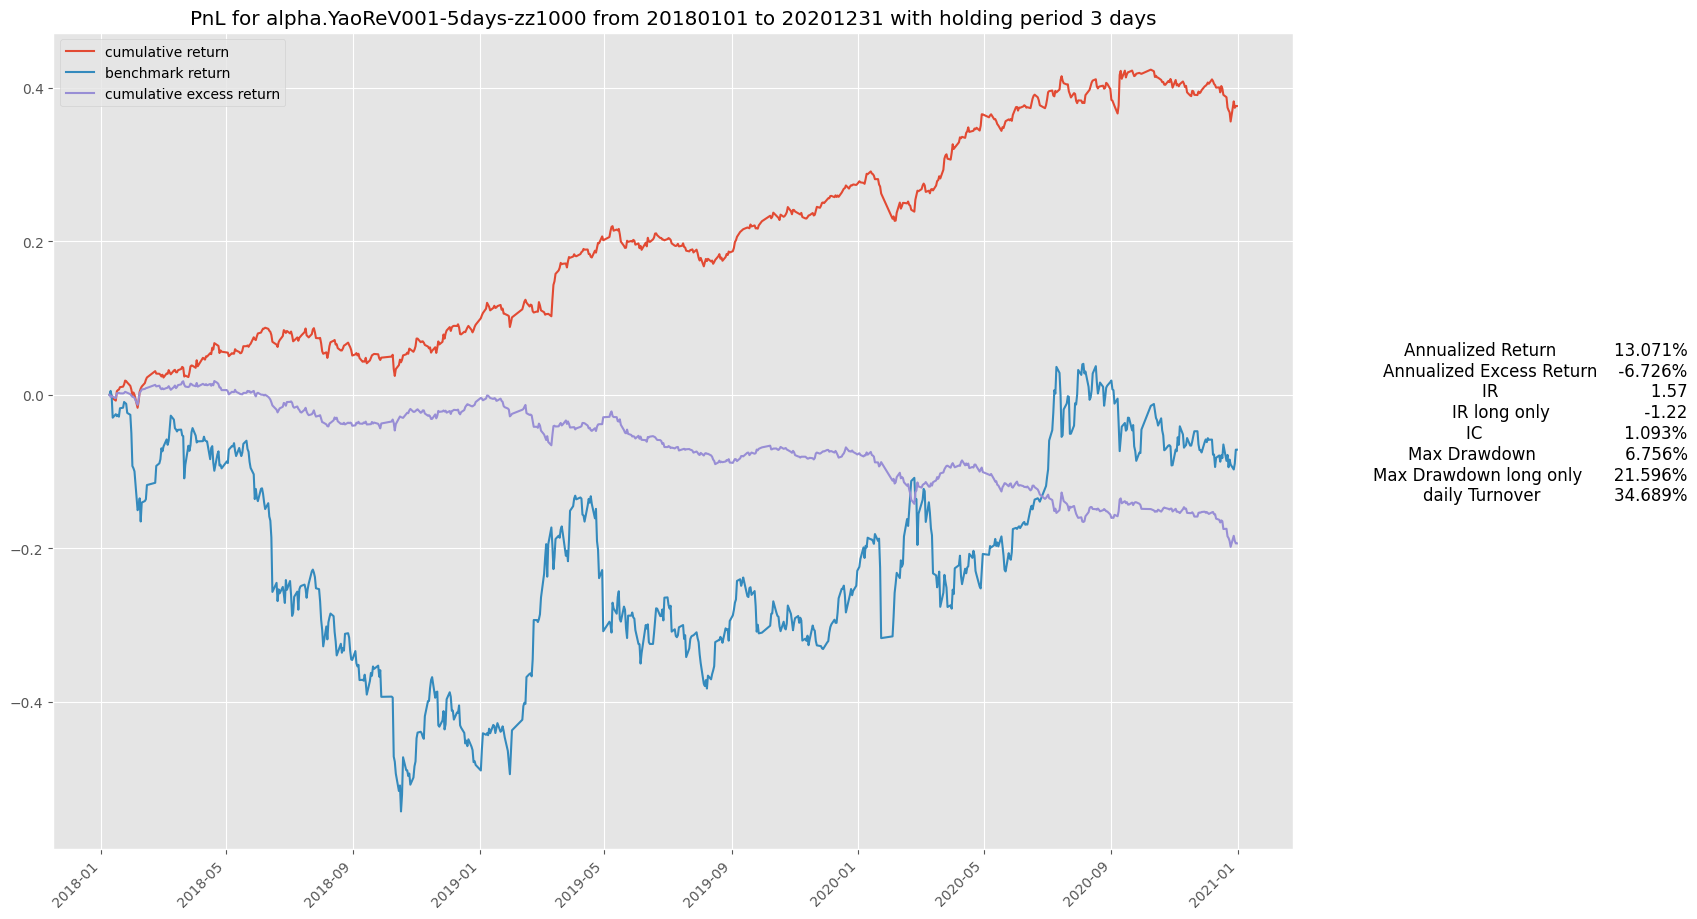 PnL for alpha.YaoReV001-5days-zz1000 from 20180101 to 20201231 with holding period 3 days
cumulative return
benchmark return
cumulative excess return
0.4
0.2
0.0
−0.2
−0.4
2018-01
2018-05
2018-09
2019-01
2019-05
2019-09
2020-01
2020-05
2020-09
2021-01
Annualized Return 13.071%
Annualized Excess Return -6.726%
IR 1.57
IR long only -1.22
IC 1.093%
Max Drawdown 6.756%
Max Drawdown long only 21.596%
daily Turnover 34.689%